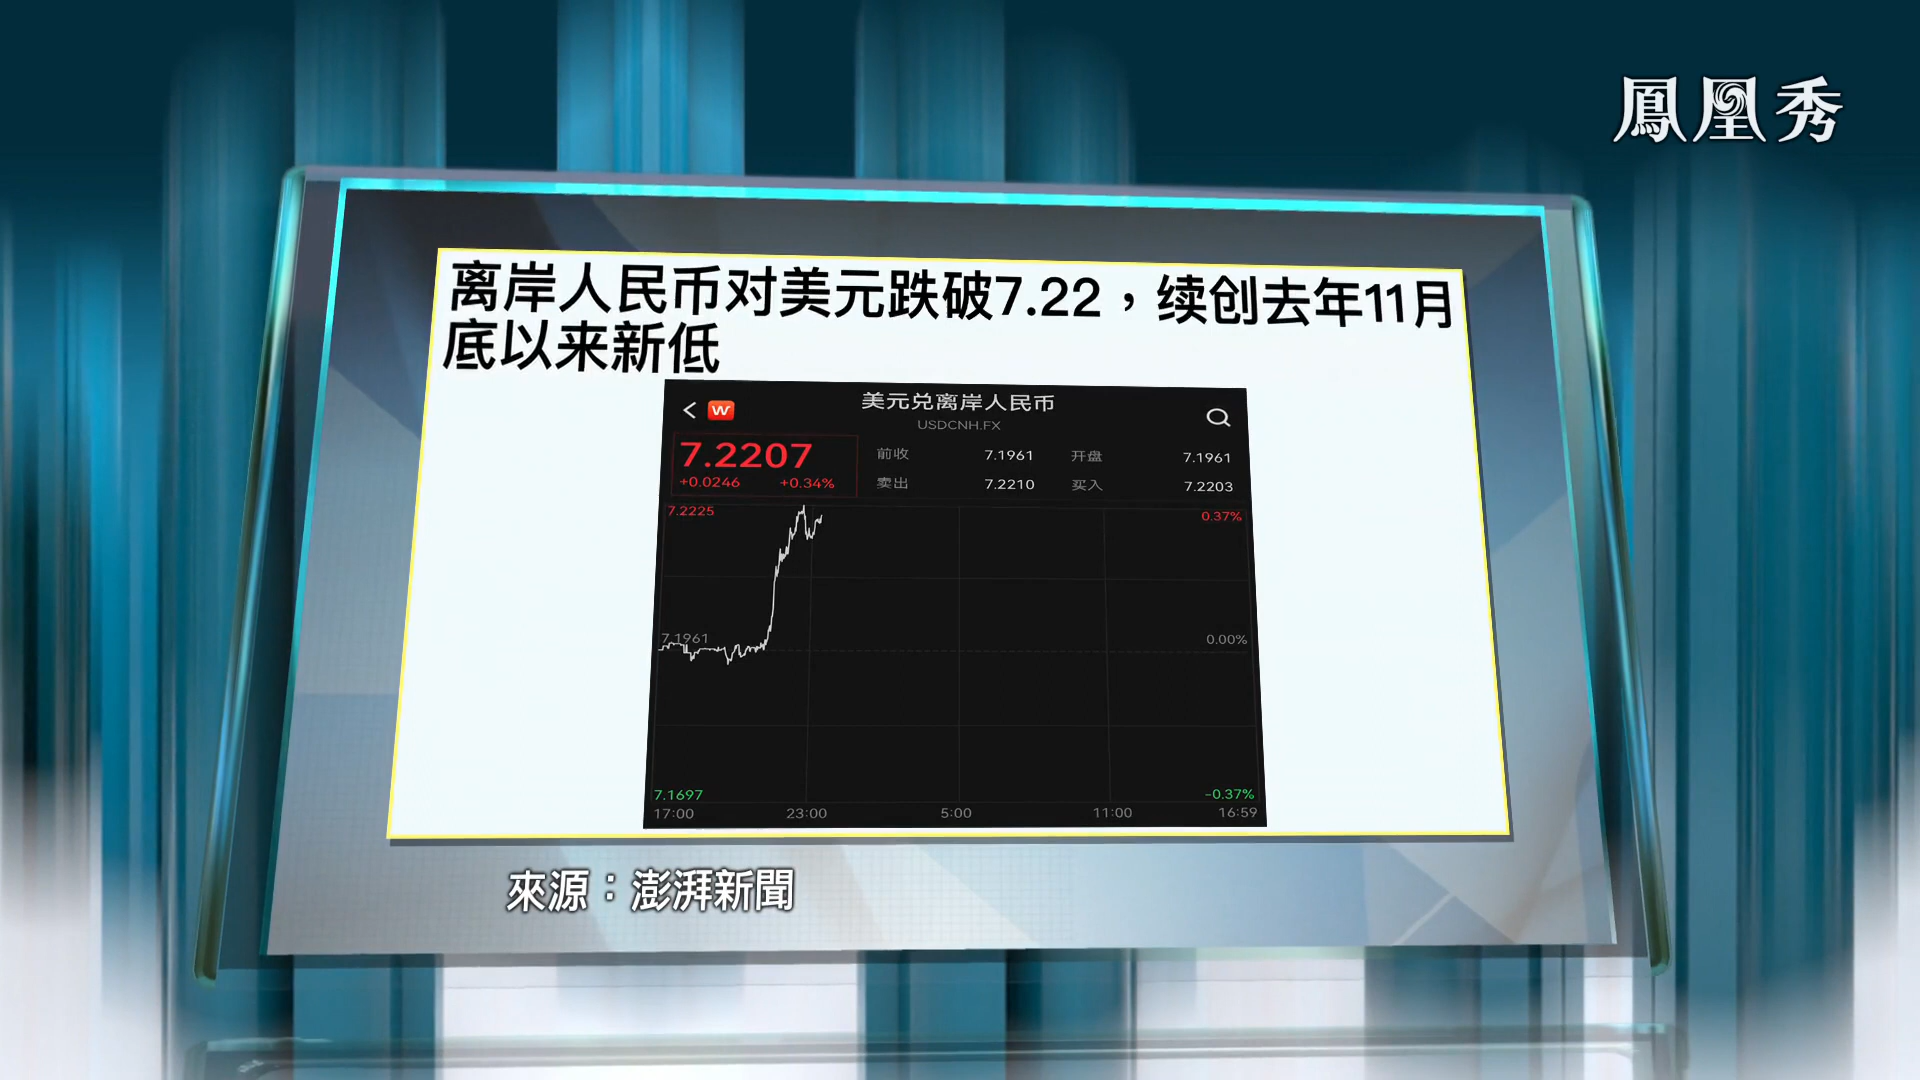 鳳凰秀
离岸人民币对美元跌破7.22，续创去年11月
底以来新低
美元兑离岸人民币
USDCNH.FX
7.2207
+0.0246 +0.34%
前收 7.1961 开盘 7.1961
卖出 7.2210 买入 7.2203
7.2225 0.37%
7.1961 0.00%
7.1697 -0.37%
17:00 23:00 5:00 11:00 16:59
來源：澎湃新聞